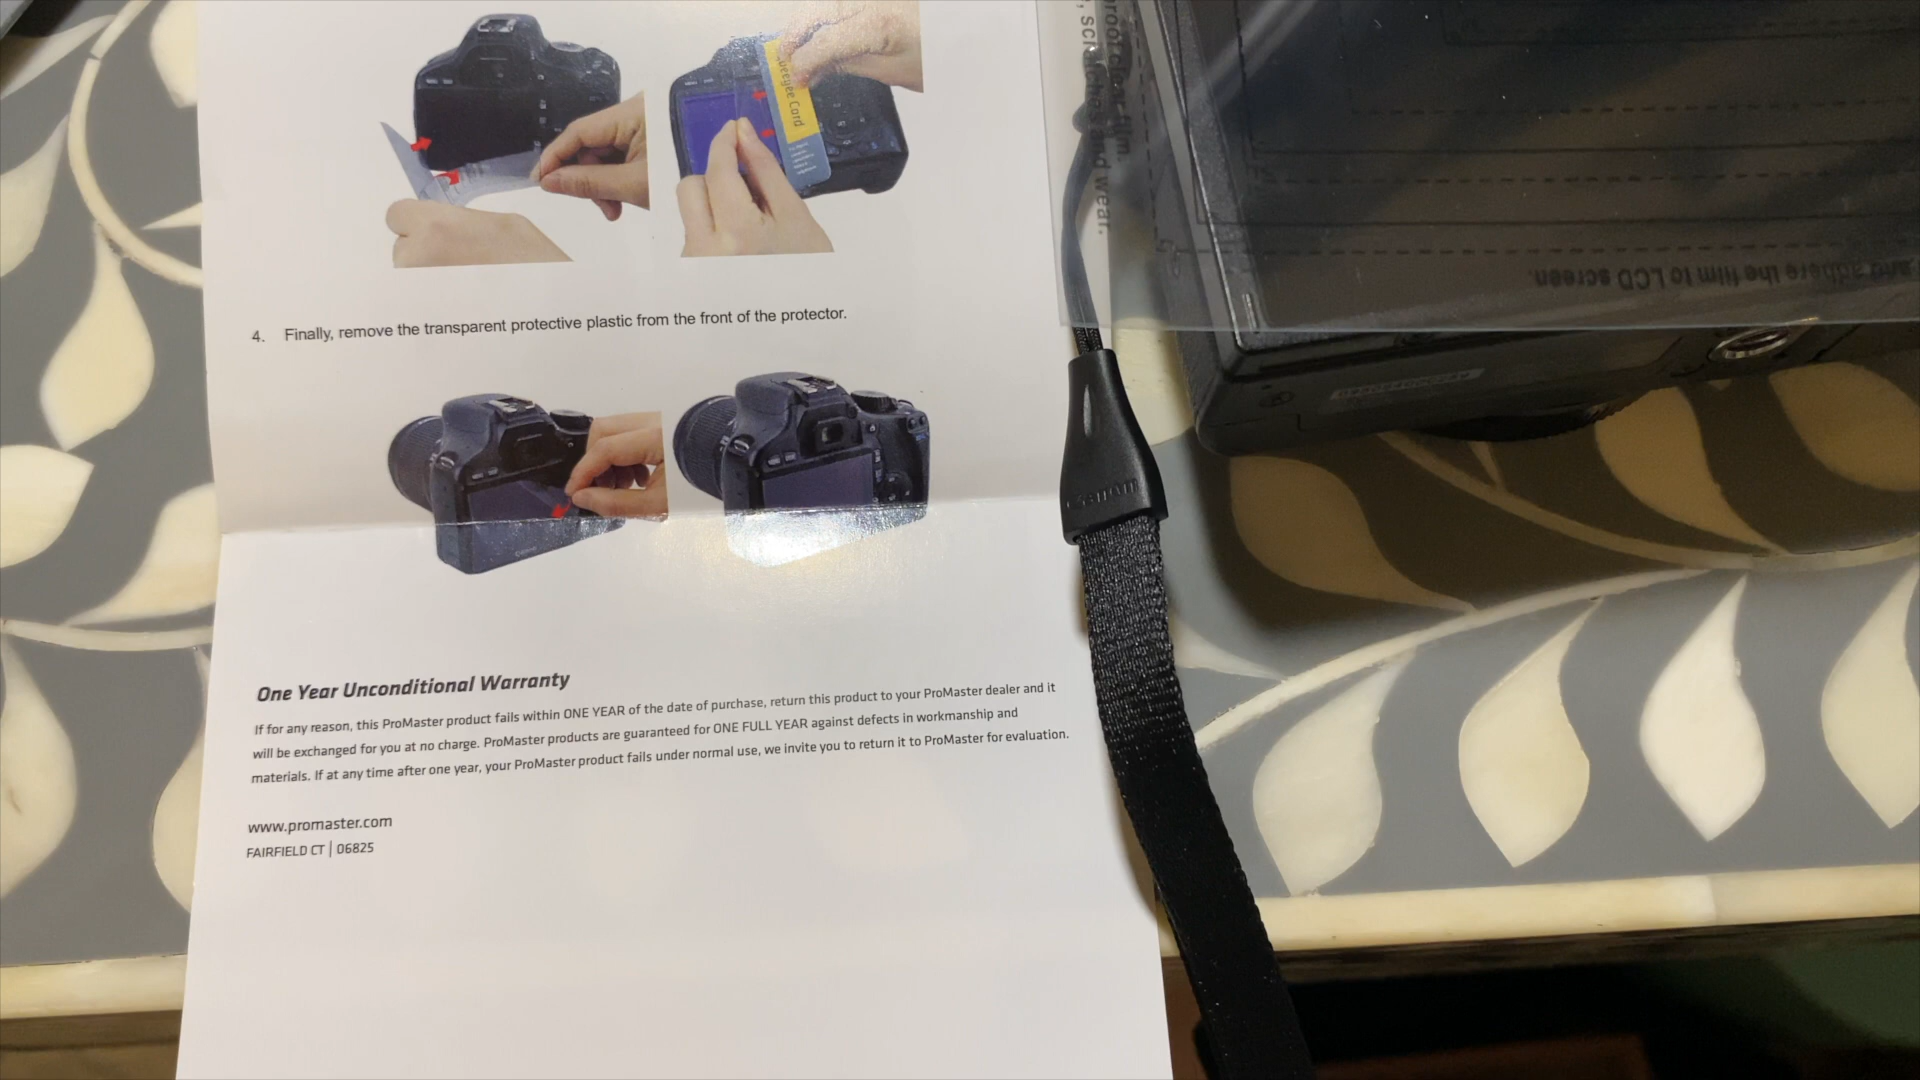 Squeegee Card
4. Finally, remove the transparent protective plastic from the front of the protector.
Canon
One Year Unconditional Warranty
If for any reason, this ProMaster product fails within ONE YEAR of the date of purchase, return this product to your ProMaster dealer and it
will be exchanged for you at no charge. ProMaster products are guaranteed for ONE FULL YEAR against defects in workmanship and
materials. If at any time after one year, your ProMaster product fails under normal use, we invite you to return it to ProMaster for evaluation.
www.promaster.com
FAIRFIELD CT | 06825
film.
, scratches and wear.
and adhere the film to LCD screen.